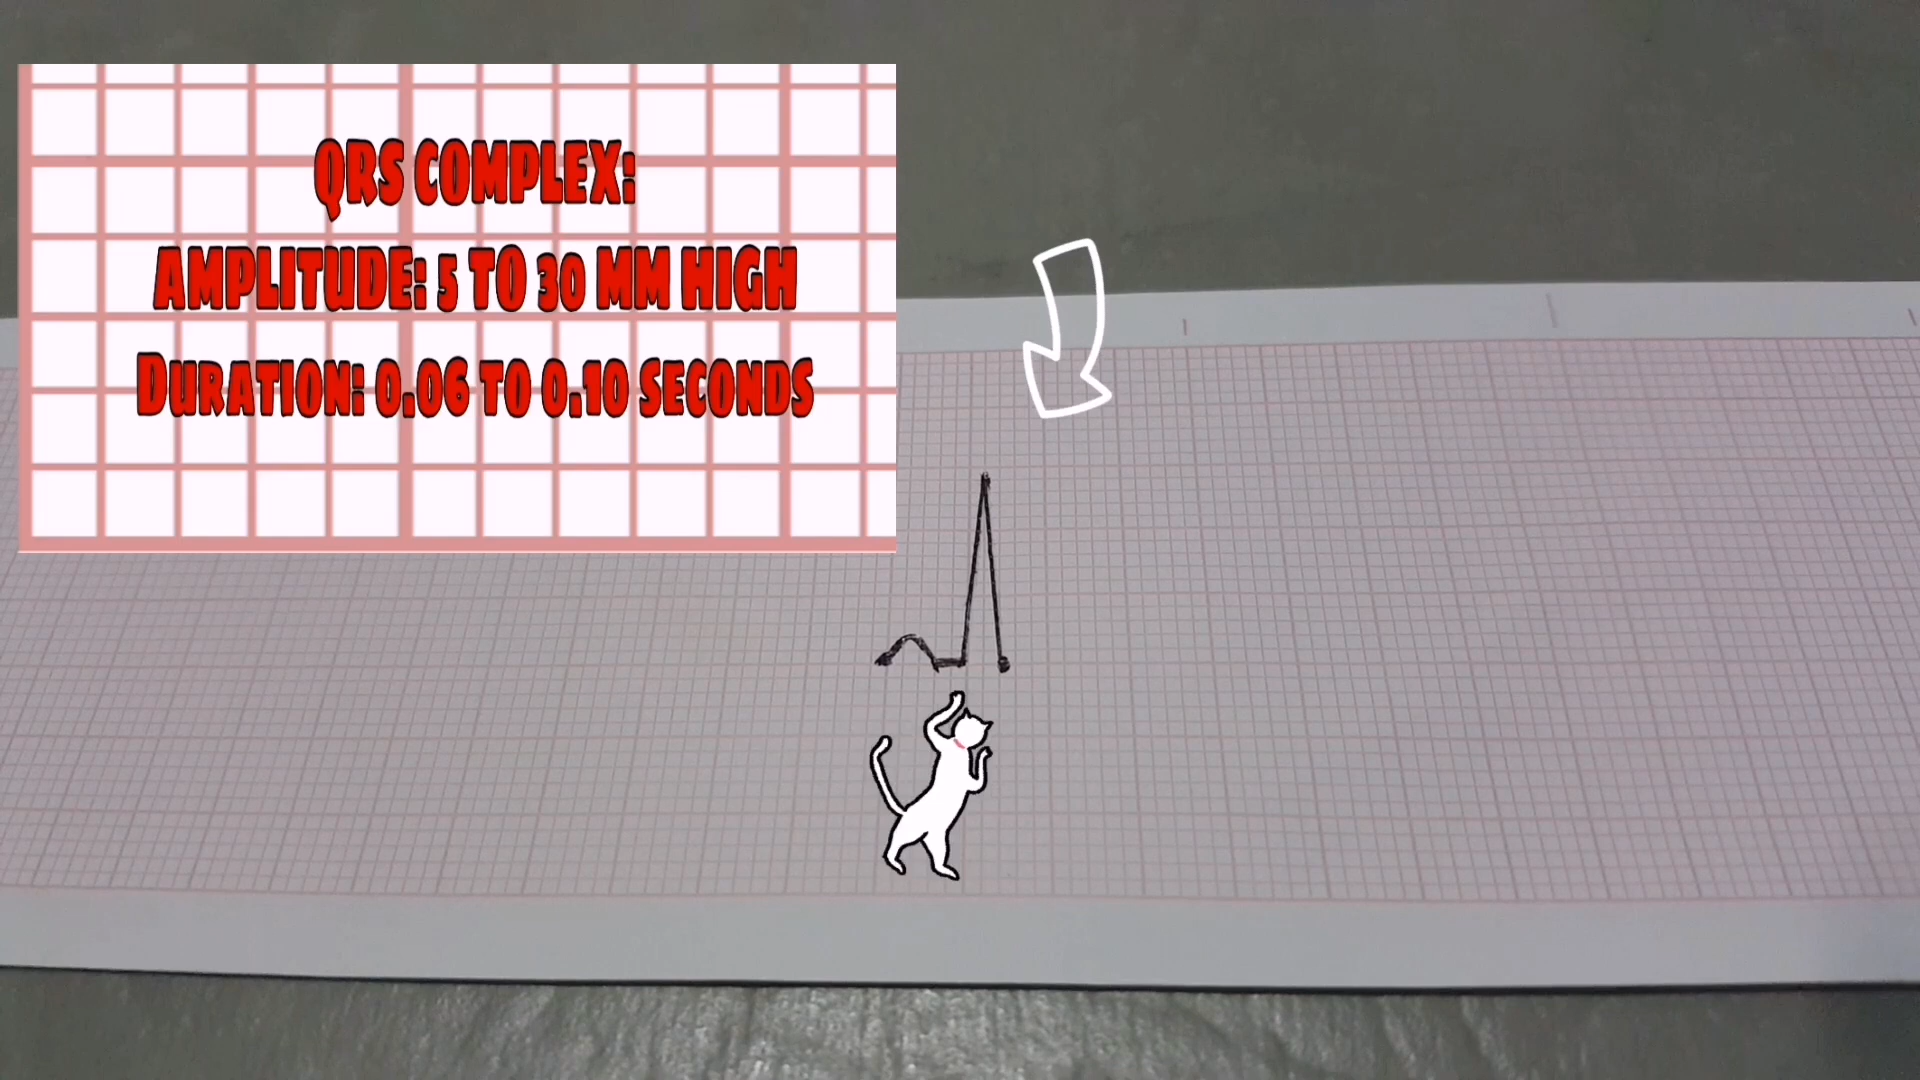 QRS COMPLEX:
AMPLITUDE: 5 TO 30 MM HIGH
DURATION: 0.06 TO 0.10 SECONDS